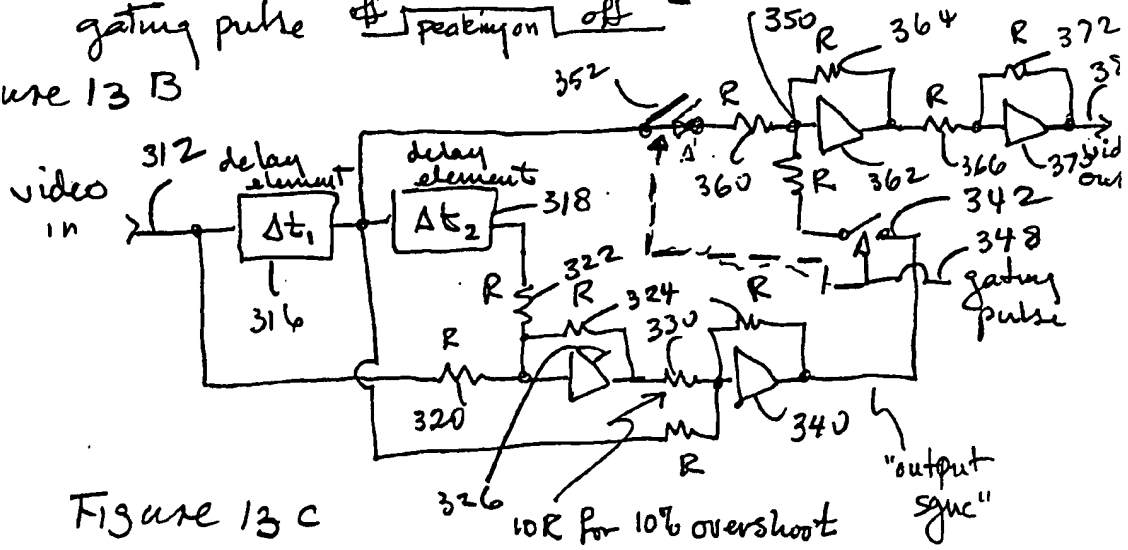 gating pulse off peaking on off
ure 13 B
350
R 364
R 372
352
R
R
360
362
366
R
342
348
gating
pulse
312 delay
element
delay
element
video
in
Δt₁
Δt₂
318
316
R 322
R 324
R
330
R
320
326
340
R
"output
sync"
10R for 10% overshoot
Figure 13 C